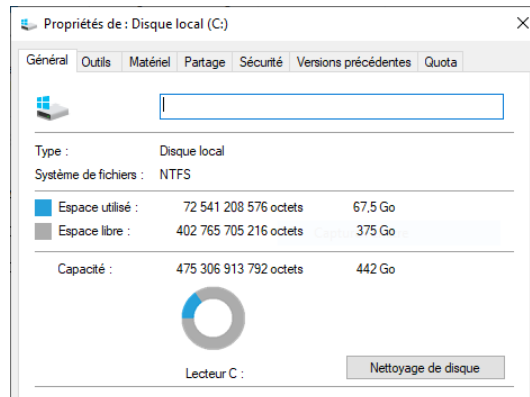 Propriétés de : Disque local (C:)
Général Outils Matériel Partage Sécurité Versions précédentes Quota
Type : Disque local
Système de fichiers : NTFS
Espace utilisé : 72 541 208 576 octets 67,5 Go
Espace libre : 402 765 705 216 octets 375 Go
Capacité : 475 306 913 792 octets 442 Go
Lecteur C : Nettoyage de disque